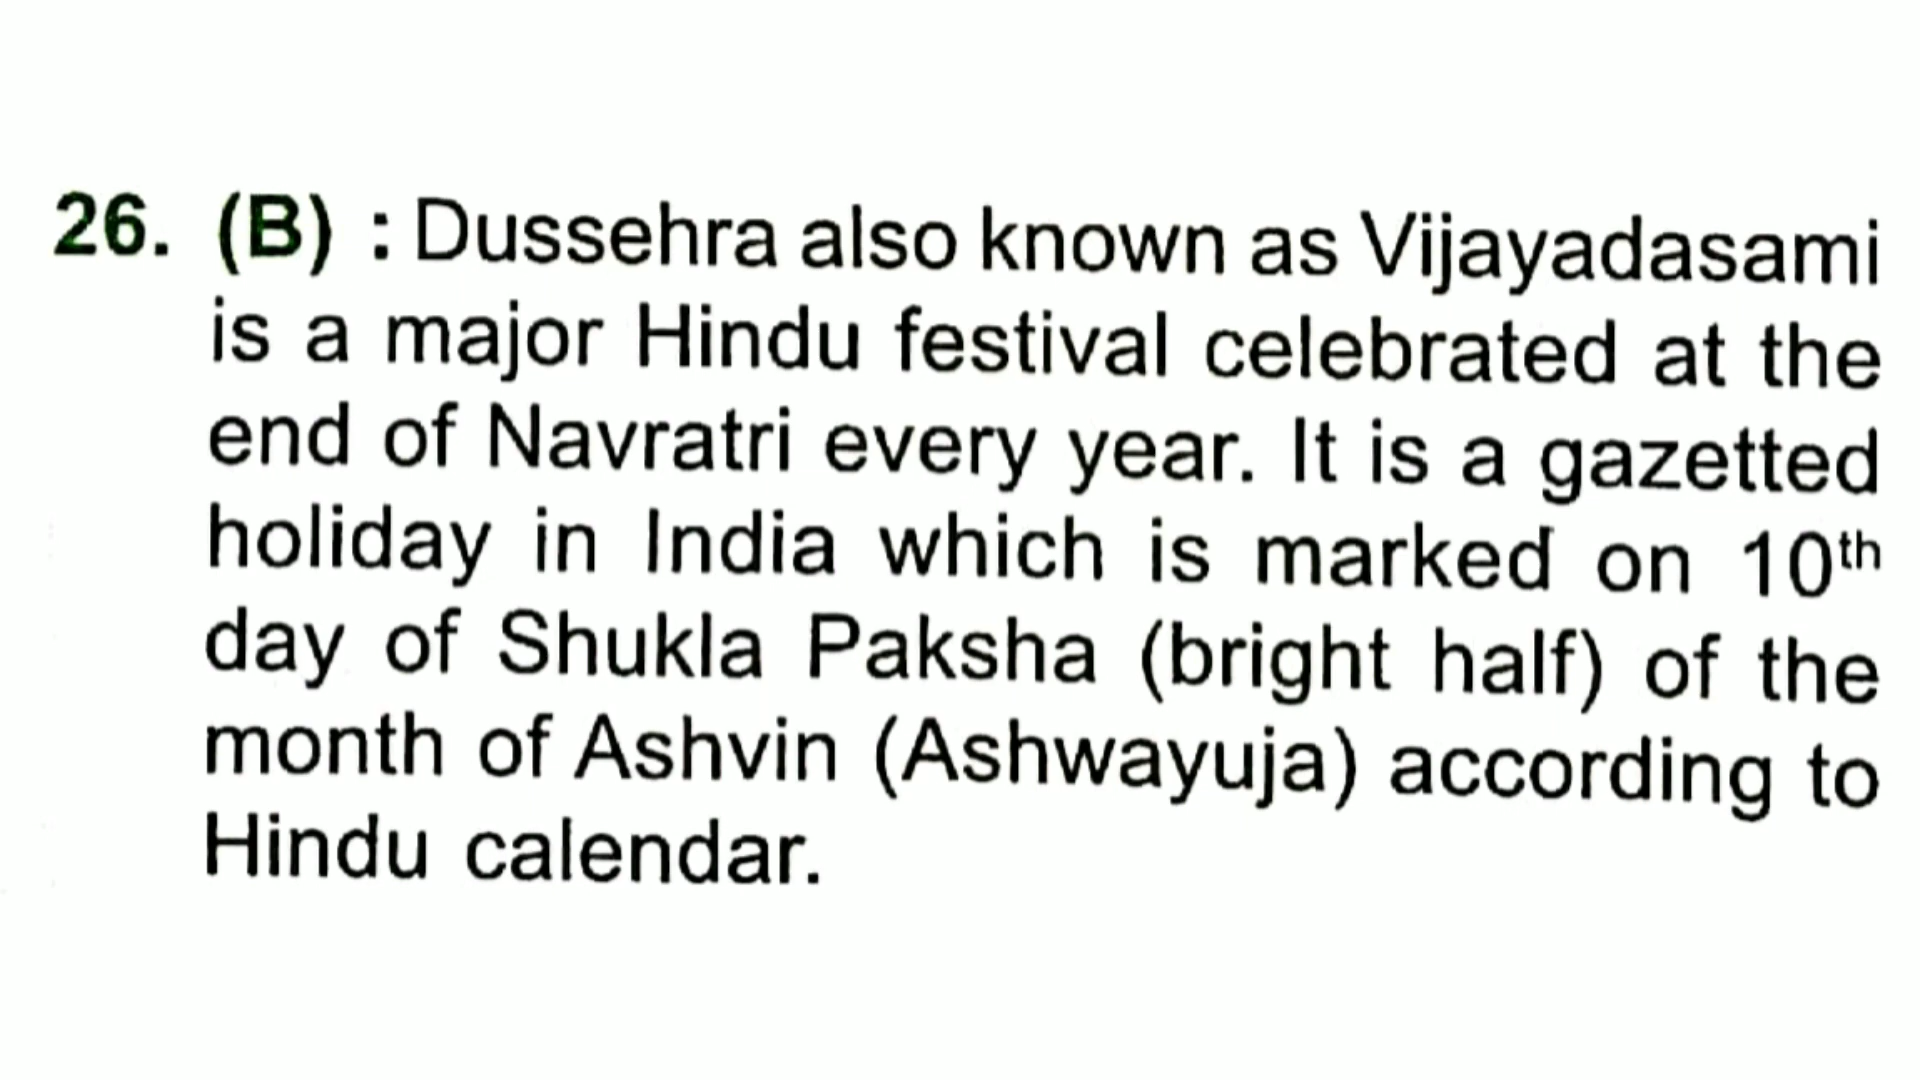 26. (B) : Dussehra also known as Vijayadasami
is a major Hindu festival celebrated at the
end of Navratri every year. It is a gazetted
holiday in India which is marked on 10th
day of Shukla Paksha (bright half) of the
month of Ashvin (Ashwayuja) according to
Hindu calendar.